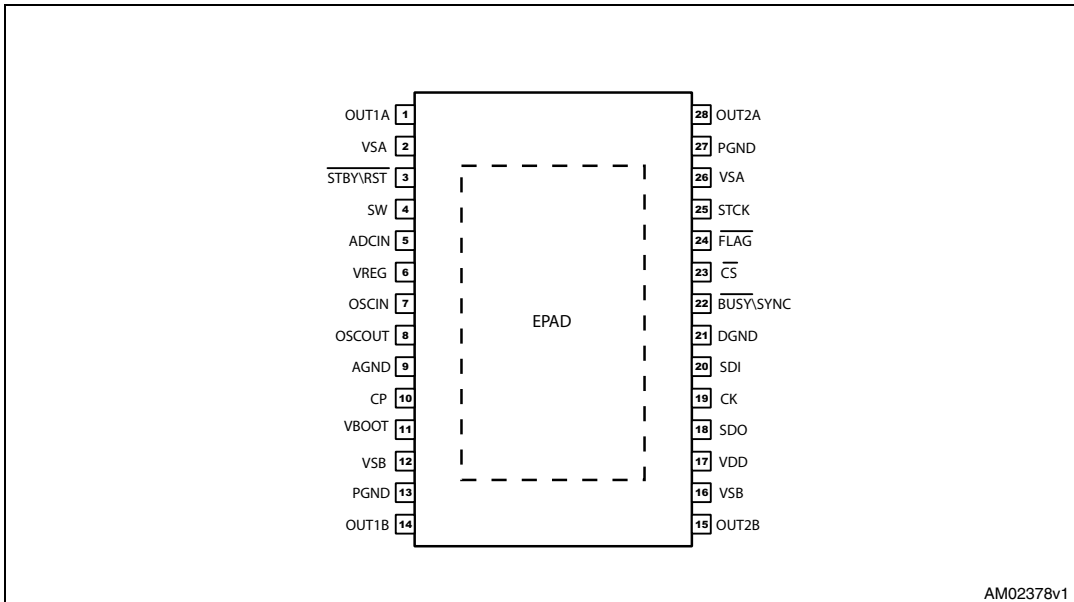 OUT1A 1
VSA 2
STBY\RST 3
SW 4
ADCIN 5
VREG 6
OSCIN 7
OSCOUT 8
AGND 9
CP 10
VBOOT 11
VSB 12
PGND 13
OUT1B 14
EPAD
28 OUT2A
27 PGND
26 VSA
25 STCK
24 FLAG
23 CS
22 BUSY\SYNC
21 DGND
20 SDI
19 CK
18 SDO
17 VDD
16 VSB
15 OUT2B
AM02378v1